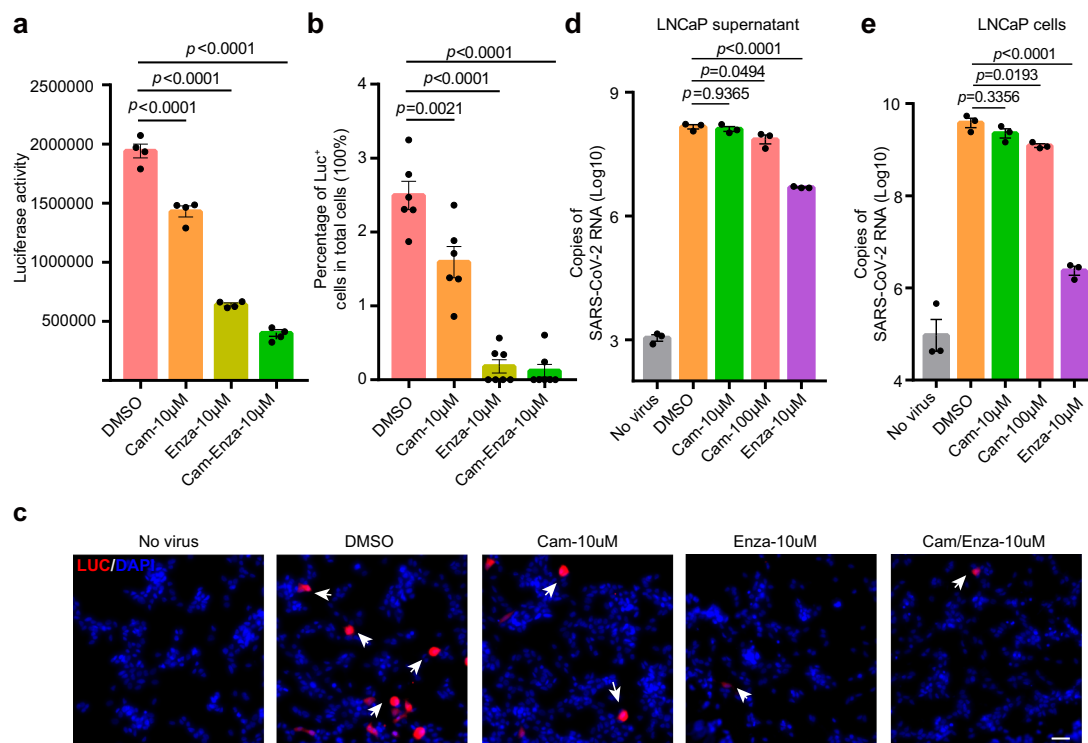 a
p<0.0001
p<0.0001
p<0.0001
Luciferase activity
2500000
2000000
1500000
1000000
500000
DMSO
Cam-10μM
Enza-10μM
Cam-Enza-10μM
b
p<0.0001
p<0.0001
p=0.0021
Percentage of Luc+
cells in total cells (100%)
4
3
2
1
0
DMSO
Cam-10μM
Enza-10μM
Cam-Enza-10μM
d
LNCaP supernatant
p<0.0001
p=0.0494
p=0.9365
Copies of
SARS-CoV-2 RNA (Log10)
9
6
3
No virus
DMSO
Cam-10μM
Cam-100μM
Enza-10μM
e
LNCaP cells
p<0.0001
p=0.0193
p=0.3356
Copies of
SARS-CoV-2 RNA (Log10)
10
8
6
4
No virus
DMSO
Cam-10μM
Cam-100μM
Enza-10μM
c
No virus
DMSO
Cam-10uM
Enza-10uM
Cam/Enza-10uM
LUC/DAPI